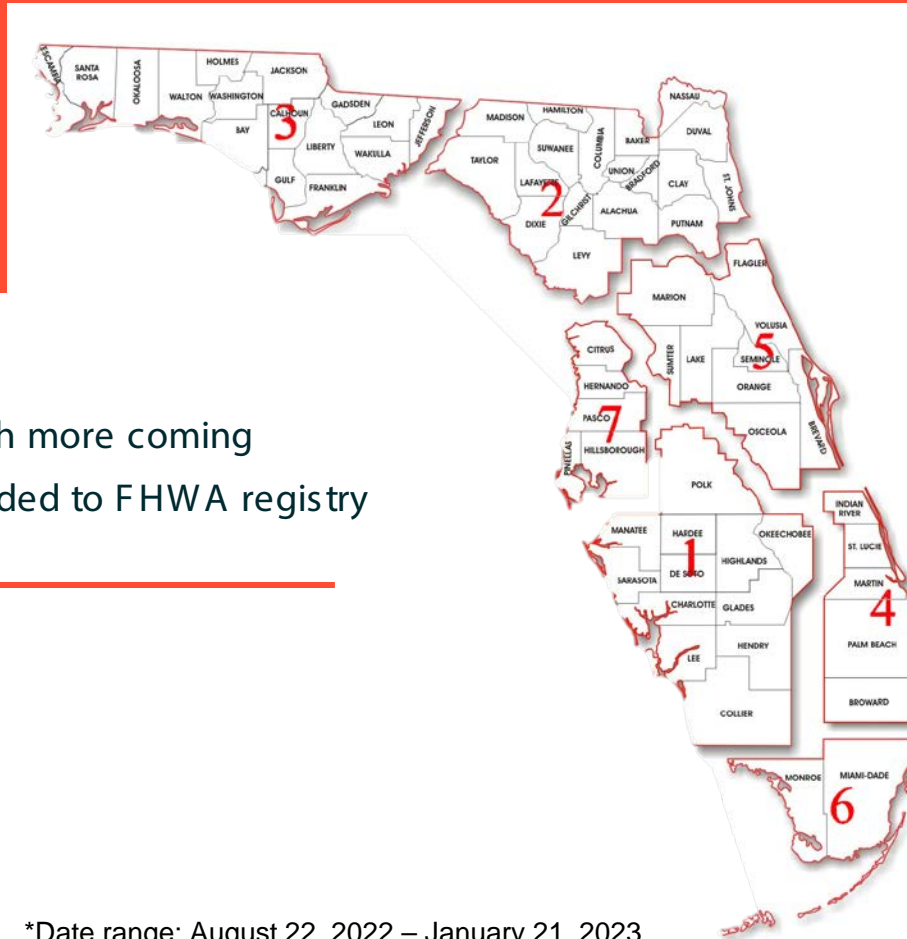 ESCAMBIA
SANTA
ROSA
OKALOOSA
WALTON
HOLMES
WASHINGTON
JACKSON
BAY
CALHOUN
3
GULF
LIBERTY
GADSDEN
FRANKLIN
LEON
WAKULLA
JEFFERSON
MADISON
TAYLOR
HAMILTON
SUWANEE
LAFAYETTE
2
DIXIE
COLUMBIA
GILCHRIST
LEVY
BAKER
UNION
BRADFORD
ALACHUA
NASSAU
DUVAL
CLAY
ST. JOHNS
PUTNAM
FLAGLER
MARION
VOLUSIA
5
SUMTER
LAKE
SEMINOLE
ORANGE
OSCEOLA
BREVARD
CITRUS
HERNANDO
PASCO
7
PINELLAS
HILLSBOROUGH
h more coming
ded to FHWA registry
POLK
MANATEE
HARDEE
1
OKEECHOBEE
HIGHLANDS
SARASOTA
DE SOTO
CHARLOTTE
GLADES
LEE
HENDRY
COLLIER
INDIAN
RIVER
ST. LUCIE
MARTIN
4
PALM BEACH
BROWARD
MONROE
MIAMI-DADE
6
*Date range: August 22, 2022 – January 21, 2023